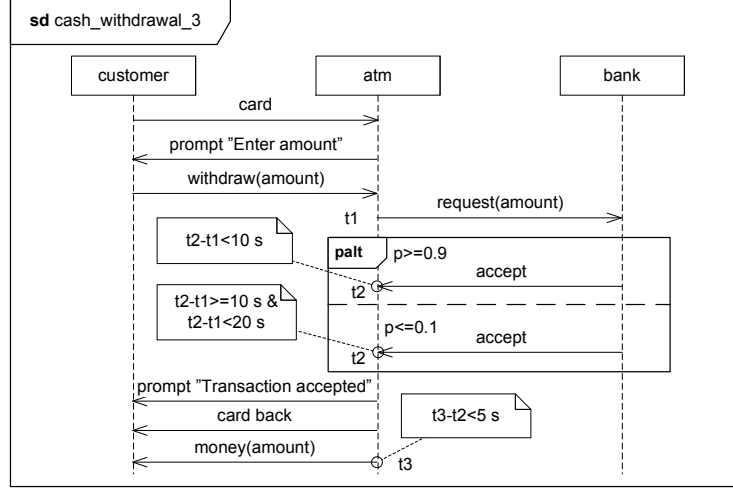 sd cash_withdrawal_3
customer
atm
bank
card
prompt ”Enter amount”
withdraw(amount)
t1
request(amount)
t2-t1<10 s
palt
p>=0.9
accept
t2
t2-t1>=10 s &
t2-t1<20 s
p<=0.1
accept
t2
prompt ”Transaction accepted”
card back
t3-t2<5 s
money(amount)
t3